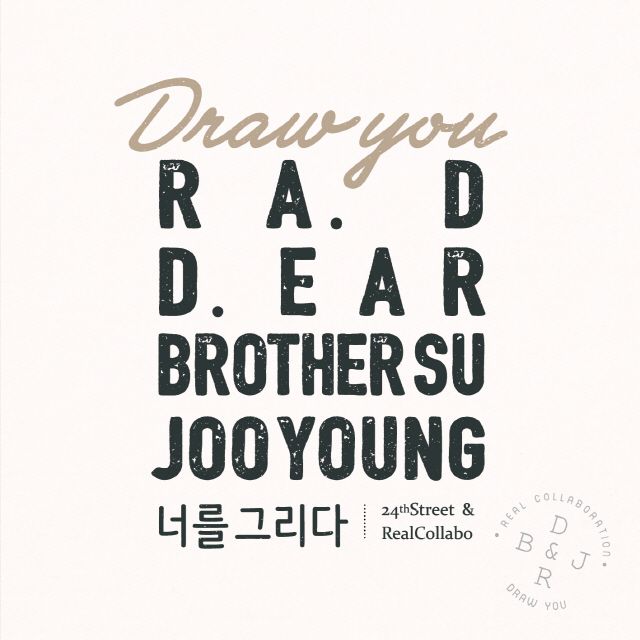 Draw you
RA. D
D. EAR
BROTHER SU
JOO YOUNG
너를 그리다
24thStreet &
RealCollabo
• REAL COLLABORATION •
D
B & J
R
DRAW YOU